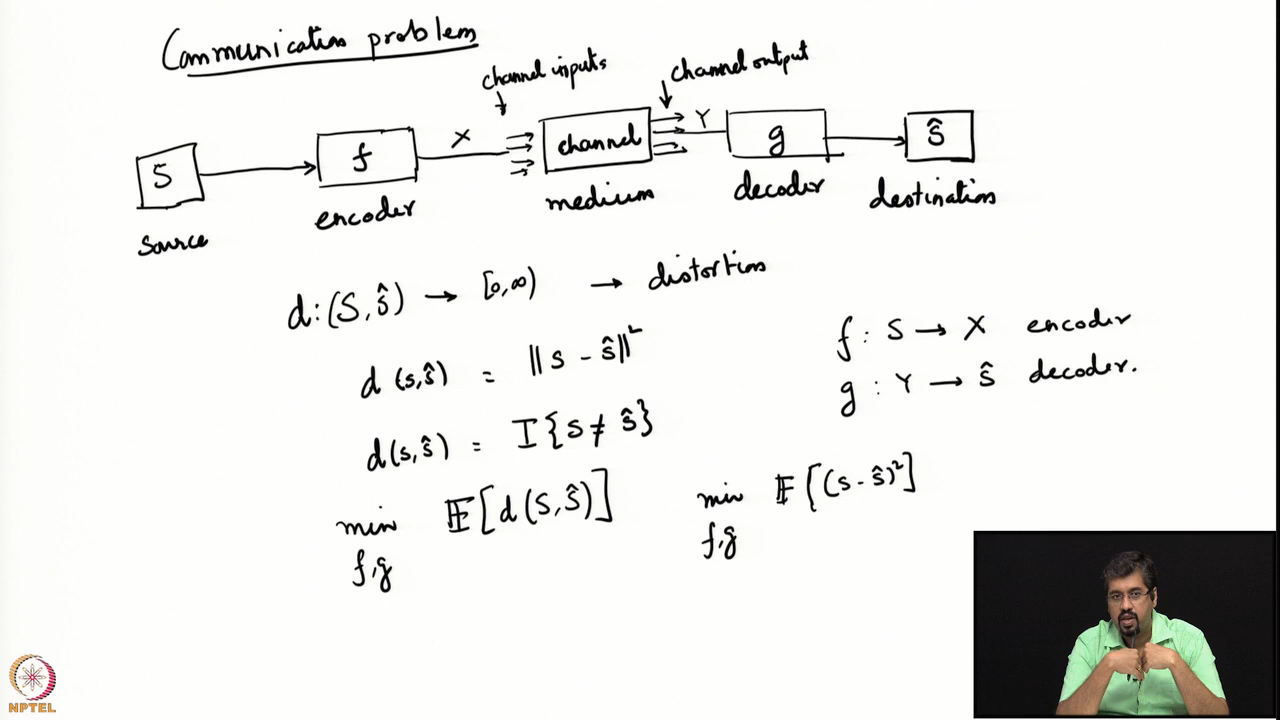 Communication problem
channel inputs
channel output
S
f
X
channel
Y
g
Ŝ
source
encoder
medium
decoder
destination
d : (S, Ŝ) → [0, ∞) → distortion
d (s, ŝ) = ‖ s - ŝ ‖²
f : S → X encoder
g : Y → Ŝ decoder.
d(s, ŝ) = I{s ≠ ŝ}
min 𝔼[d(S, Ŝ)]
f,g
min 𝔼[(s - ŝ)²]
f,g
NPTEL